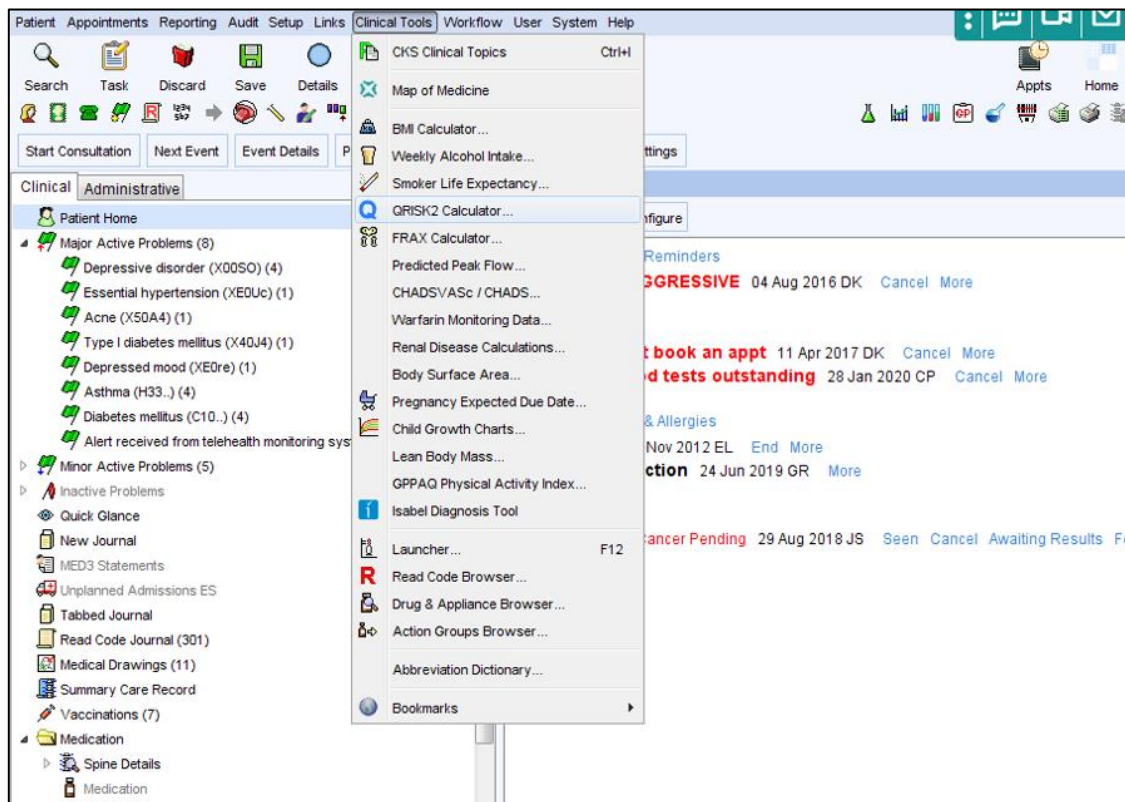 Patient Appointments Reporting Audit Setup Links Clinical Tools Workflow User System Help
Search Task Discard Save Details
Appts Home
Start Consultation Next Event Event Details P
ttings
Clinical Administrative
Patient Home
Major Active Problems (8)
Depressive disorder (X00SO) (4)
Essential hypertension (XE0Uc) (1)
Acne (X50A4) (1)
Type I diabetes mellitus (X40J4) (1)
Depressed mood (XE0re) (1)
Asthma (H33..) (4)
Diabetes mellitus (C10..) (4)
Alert received from telehealth monitoring sys
Minor Active Problems (5)
Inactive Problems
Quick Glance
New Journal
MED3 Statements
Unplanned Admissions ES
Tabbed Journal
Read Code Journal (301)
Medical Drawings (11)
Summary Care Record
Vaccinations (7)
Medication
Spine Details
Medication
CKS Clinical Topics Ctrl+I
Map of Medicine
BMI Calculator...
Weekly Alcohol Intake...
Smoker Life Expectancy...
QRISK2 Calculator...
FRAX Calculator...
Predicted Peak Flow...
CHADSVASc / CHADS...
Warfarin Monitoring Data...
Renal Disease Calculations...
Body Surface Area...
Pregnancy Expected Due Date...
Child Growth Charts...
Lean Body Mass...
GPPAQ Physical Activity Index...
Isabel Diagnosis Tool
Launcher... F12
Read Code Browser...
Drug & Appliance Browser...
Action Groups Browser...
Abbreviation Dictionary...
Bookmarks
nfigure
Reminders
GGRESSIVE 04 Aug 2016 DK Cancel More
t book an appt 11 Apr 2017 DK Cancel More
d tests outstanding 28 Jan 2020 CP Cancel More
& Allergies
Nov 2012 EL End More
ction 24 Jun 2019 GR More
ancer Pending 29 Aug 2018 JS Seen Cancel Awaiting Results F